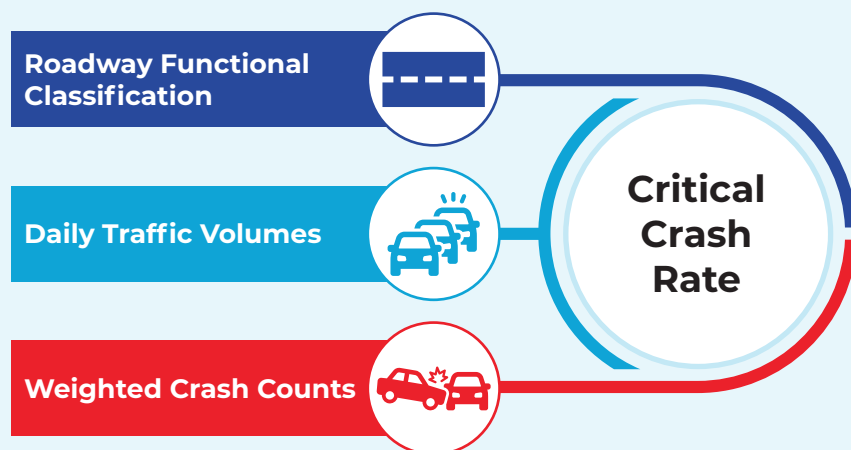 Roadway Functional
Classification
Daily Traffic Volumes
Weighted Crash Counts
Critical
Crash
Rate